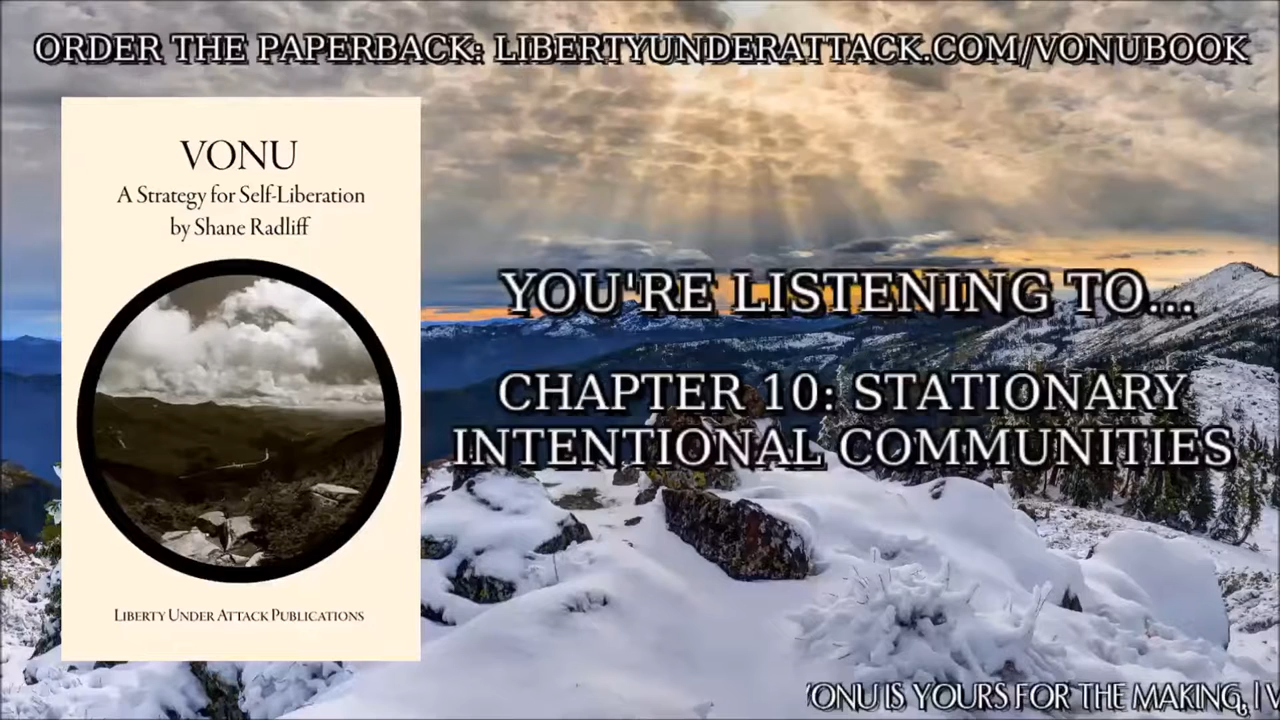 ORDER THE PAPERBACK: LIBERTYUNDERATTACK.COM/VONUBOOK
VONU
A Strategy for Self-Liberation
by Shane Radliff
LIBERTY UNDER ATTACK PUBLICATIONS
YOU'RE LISTENING TO...
CHAPTER 10: STATIONARY
INTENTIONAL COMMUNITIES
VONU IS YOURS FOR THE MAKING, | V